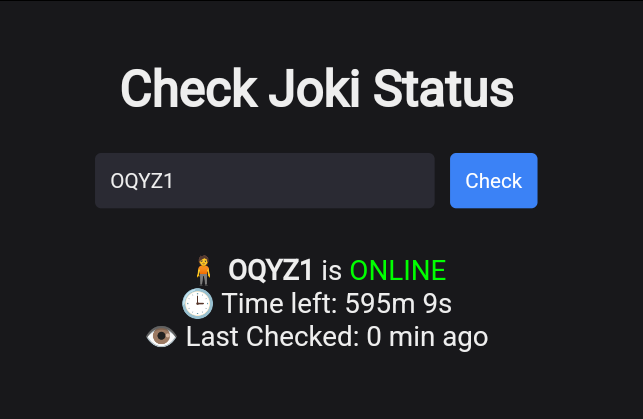 Check Joki Status
OQYZ1 Check
🧍 OQYZ1 is ONLINE
🕒 Time left: 595m 9s
👁️ Last Checked: 0 min ago